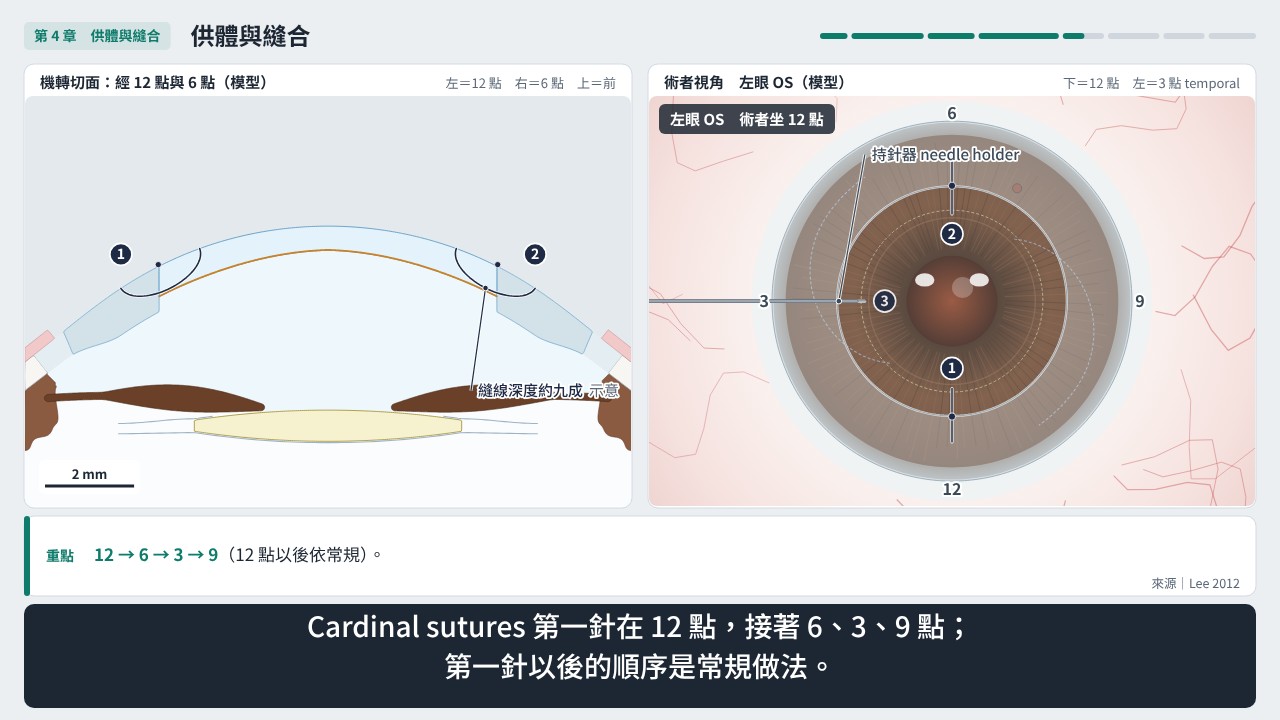 第 4 章　供體與縫合
供體與縫合
機轉切面：經 12 點與 6 點（模型）
左＝12 點　右＝6 點　上＝前
1
2
縫線深度約九成 示意
2 mm
術者視角　左眼 OS（模型）
下＝12 點　左＝3 點 temporal
左眼 OS　術者坐 12 點
6
持針器 needle holder
2
3
3
9
1
12
重點　12 → 6 → 3 → 9（12 點以後依常規）。
來源｜Lee 2012
Cardinal sutures 第一針在 12 點，接著 6、3、9 點；
第一針以後的順序是常規做法。